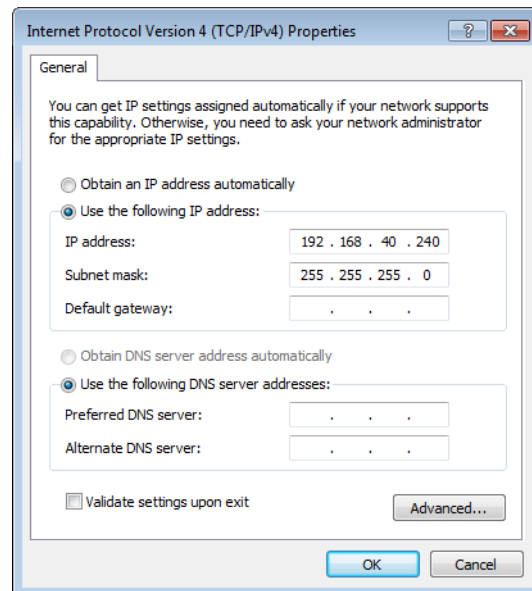 Internet Protocol Version 4 (TCP/IPv4) Properties
General
You can get IP settings assigned automatically if your network supports
this capability. Otherwise, you need to ask your network administrator
for the appropriate IP settings.
Obtain an IP address automatically
Use the following IP address:
IP address: 192 . 168 . 40 . 240
Subnet mask: 255 . 255 . 255 . 0
Default gateway: . . .
Obtain DNS server address automatically
Use the following DNS server addresses:
Preferred DNS server: . . .
Alternate DNS server: . . .
Validate settings upon exit
Advanced...
OK Cancel